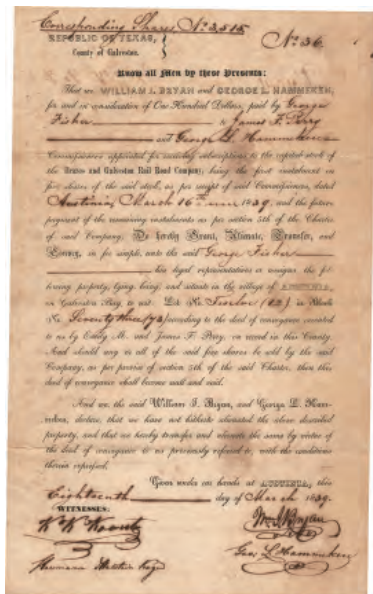 Corresponding Shares No. 3,515
No. 36.
REPUBLIC OF TEXAS,
County of Galveston.
Know all Men by these Presents:
That we WILLIAM J. BRYAN and GEORGE L. HAMMEKEN,
for and in consideration of One Hundred Dollars, paid by George
Fisher to James F. Perry
and George L. Hammeken
Commissioners appointed for receiving subscriptions to the capital stock of the
Brazos and Galveston Rail Road Company; being the first instalment on
five shares of the said stock, as per receipt of said Commissioners, dated
Austinia, March 16th 1839, and the future
payment of the remaining instalments as per section 5th of the Charter
of said Company; Do hereby Grant, Alienate, Transfer, and
Convey, in fee simple, unto the said George Fisher
his legal representatives or assigns the fol-
lowing property, lying, being, and situate in the village of AUSTINIA,
on Galveston Bay, to wit: Lot No. Twelve (12) in Block
No. Seventy three (73) according to the deed of conveyance executed
to us by Emily M. and James F. Perry, on record in this County.
And should any or all of the said five shares be sold by the said
Company, as per proviso of section 5th of the said Charter, then this
deed of conveyance shall become null and void.
And we, the said William J. Bryan, and George L. Ham-
meken, declare, that we have not hitherto alienated the above described
property, and that we hereby transfer and alienate the same by virtue of
the deed of conveyance to us previously referred to, with the conditions
therein expressed.
Given under our hands at AUSTINIA, this
Eighteenth day of March 1839.
WITNESSES:
Wm J Bryan
Geo. L Hammeken